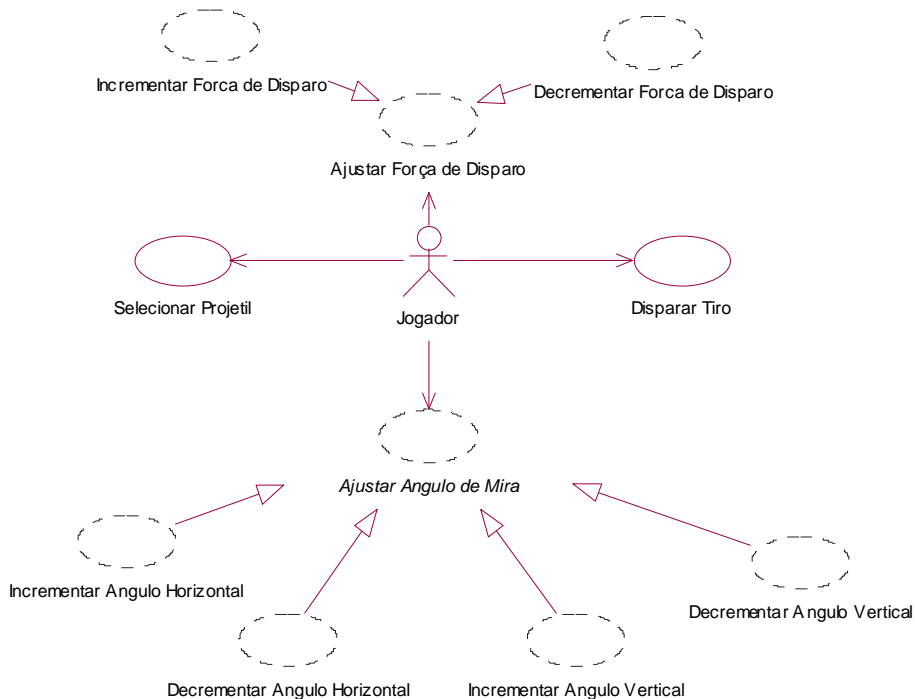 Incrementar Forca de Disparo
Decrementar Forca de Disparo
Ajustar Força de Disparo
Selecionar Projetil
Disparar Tiro
Jogador
Ajustar Angulo de Mira
Incrementar Angulo Horizontal
Decrementar Angulo Vertical
Decrementar Angulo Horizontal
Incrementar Angulo Vertical